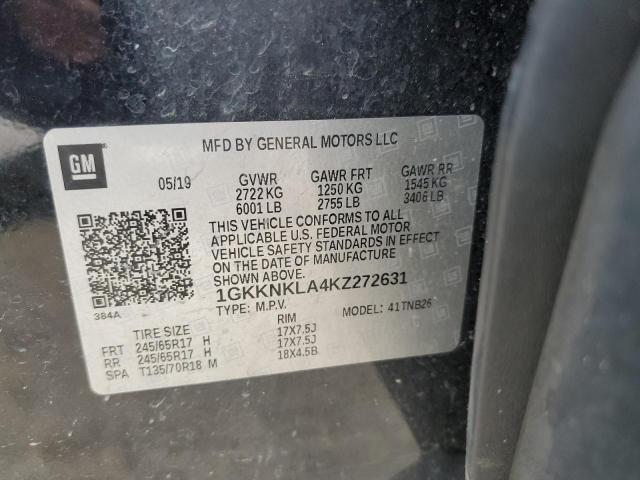 GM
MFD BY GENERAL MOTORS LLC
05/19 GVWR GAWR FRT GAWR RR
2722 KG 1250 KG 1545 KG
6001 LB 2755 LB 3406 LB
THIS VEHICLE CONFORMS TO ALL
APPLICABLE U.S. FEDERAL MOTOR
VEHICLE SAFETY STANDARDS IN EFFECT
ON THE DATE OF MANUFACTURE
SHOWN ABOVE.
1GKKNKLA4KZ272631
384A
TYPE: M.P.V. MODEL: 41TNB26
TIRE SIZE RIM
FRT 245/65R17 H 17X7.5J
RR 245/65R17 H 17X7.5J
SPA T135/70R18 M 18X4.5B